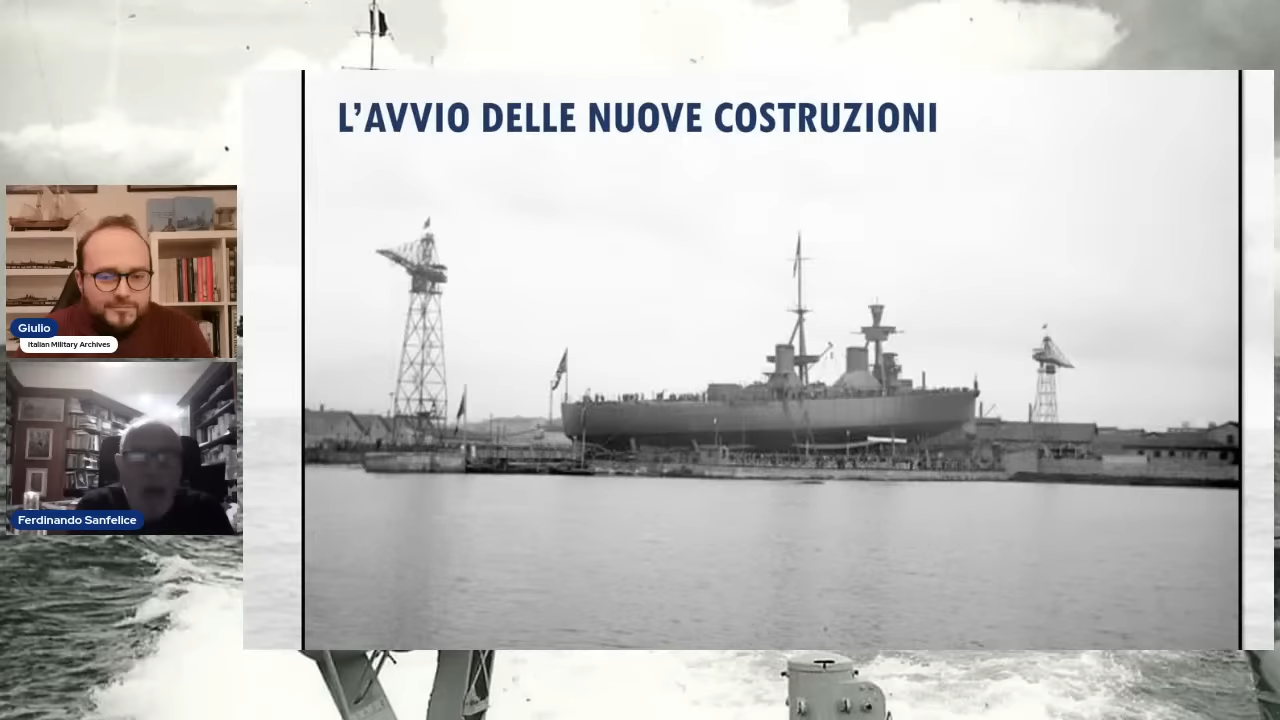 L'AVVIO DELLE NUOVE COSTRUZIONI
Giulio
Italian Military Archives
Ferdinando Sanfelice